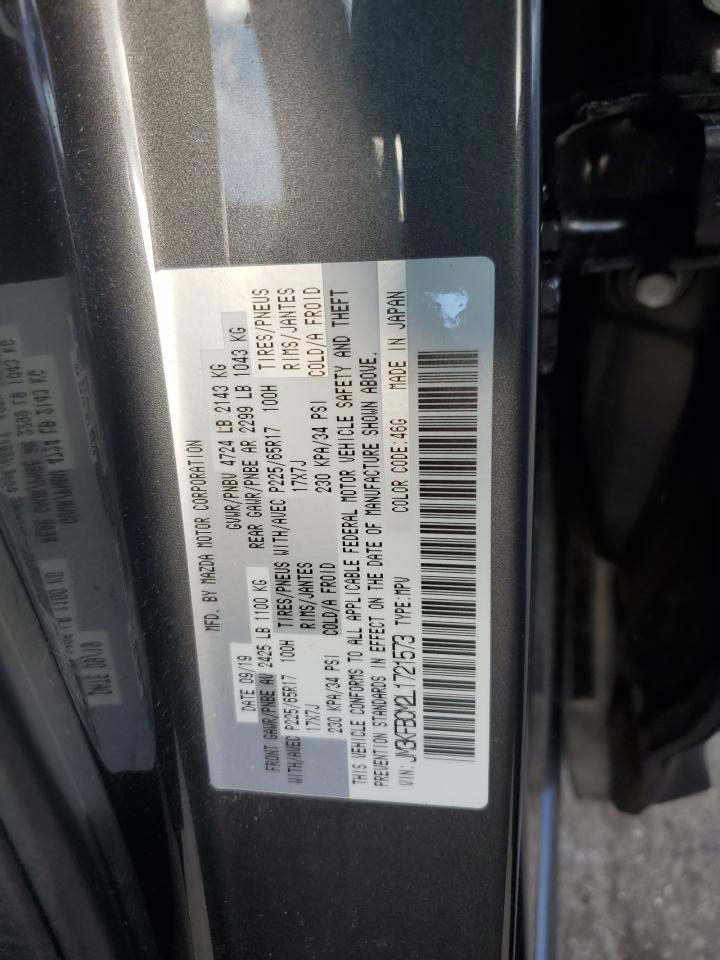 MFD. BY MAZDA MOTOR CORPORATION
DATE 09/19 GVWR/PNBV 4724 LB 2143 KG
FRONT GAWR/PNBE AV 2425 LB 1100 KG REAR GAWR/PNBE AR 2299 LB 1043 KG
WITH/AVEC P225/65R17 100H TIRES/PNEUS WITH/AVEC P225/65R17 100H TIRES/PNEUS
17X7J RIMS/JANTES 17X7J RIMS/JANTES
230 KPA/34 PSI COLD/A FROID 230 KPA/34 PSI COLD/A FROID
THIS VEHICLE CONFORMS TO ALL APPLICABLE FEDERAL MOTOR VEHICLE SAFETY AND THEFT
PREVENTION STANDARDS IN EFFECT ON THE DATE OF MANUFACTURE SHOWN ABOVE.
VIN: JM3KFBCM2L1721573 TYPE:MPV COLOR CODE:46G MADE IN JAPAN